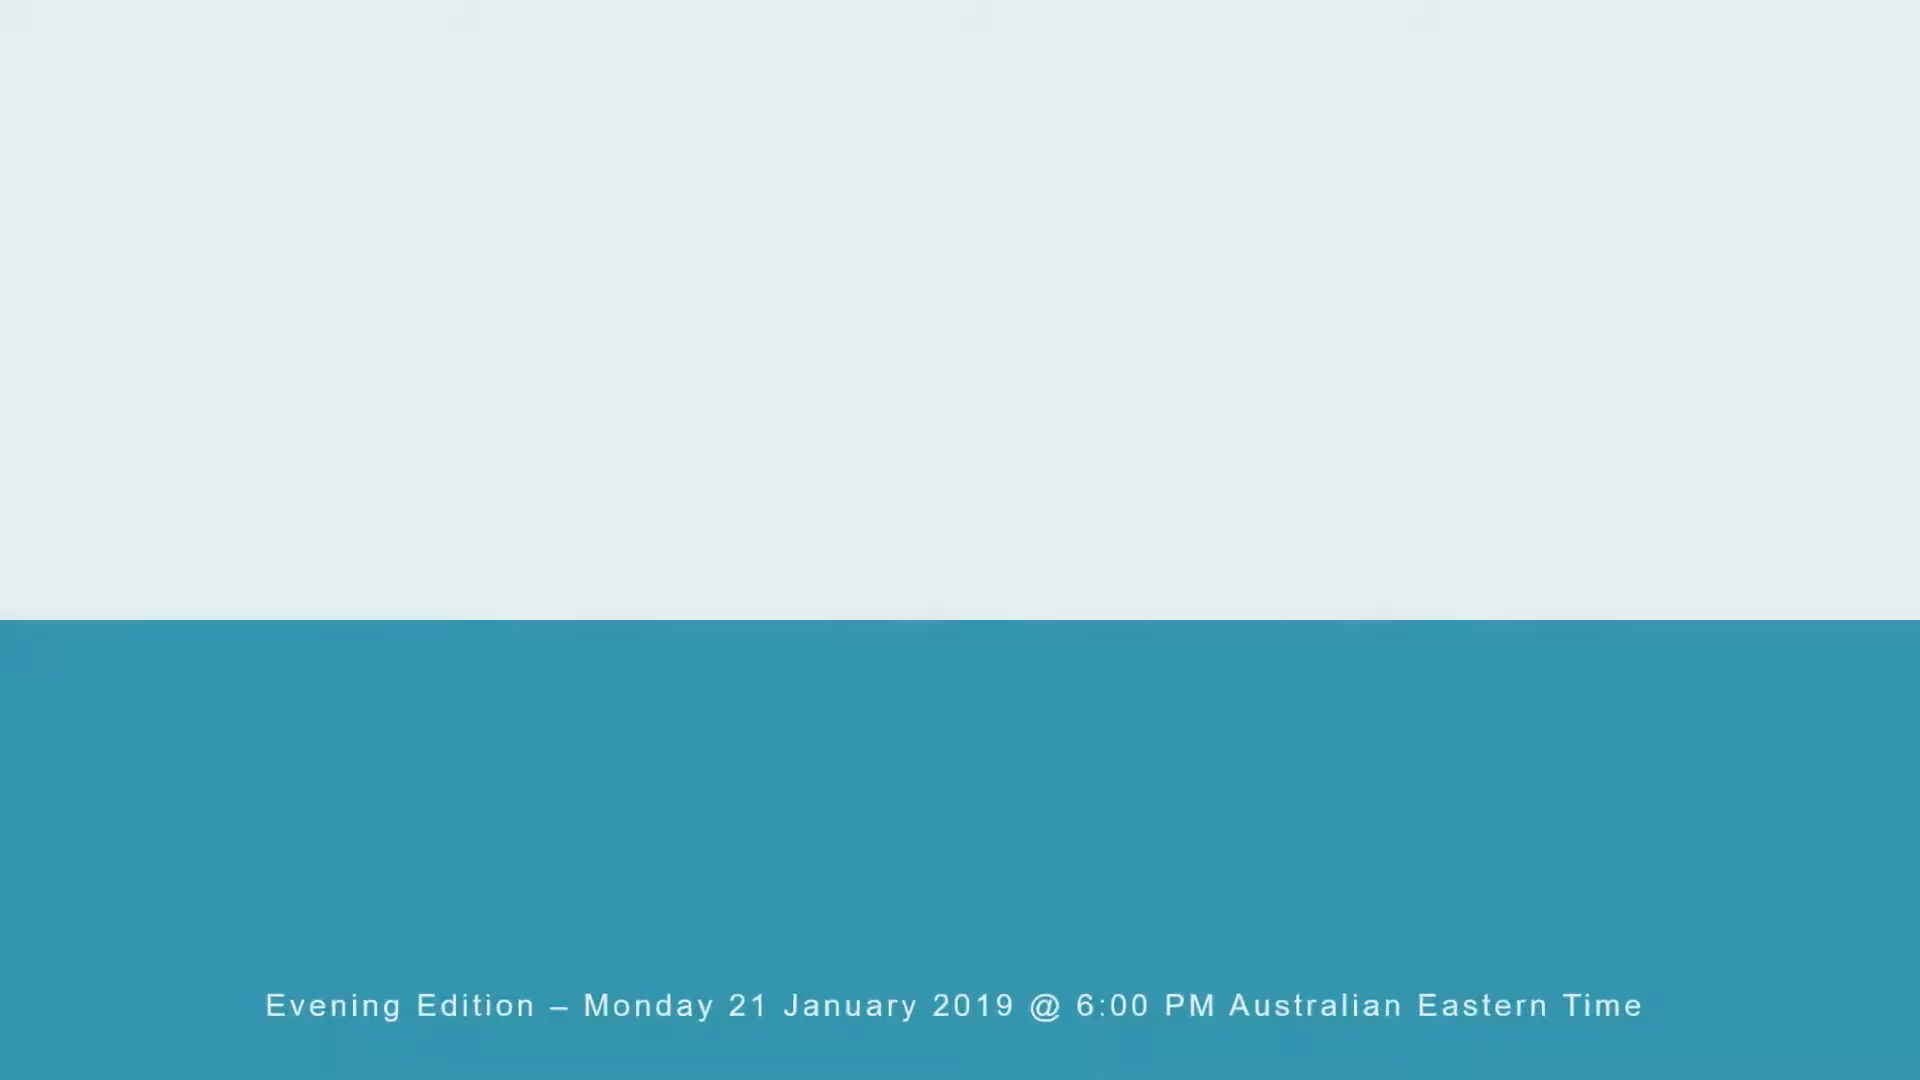 Evening Edition – Monday 21 January 2019 @ 6:00 PM Australian Eastern Time